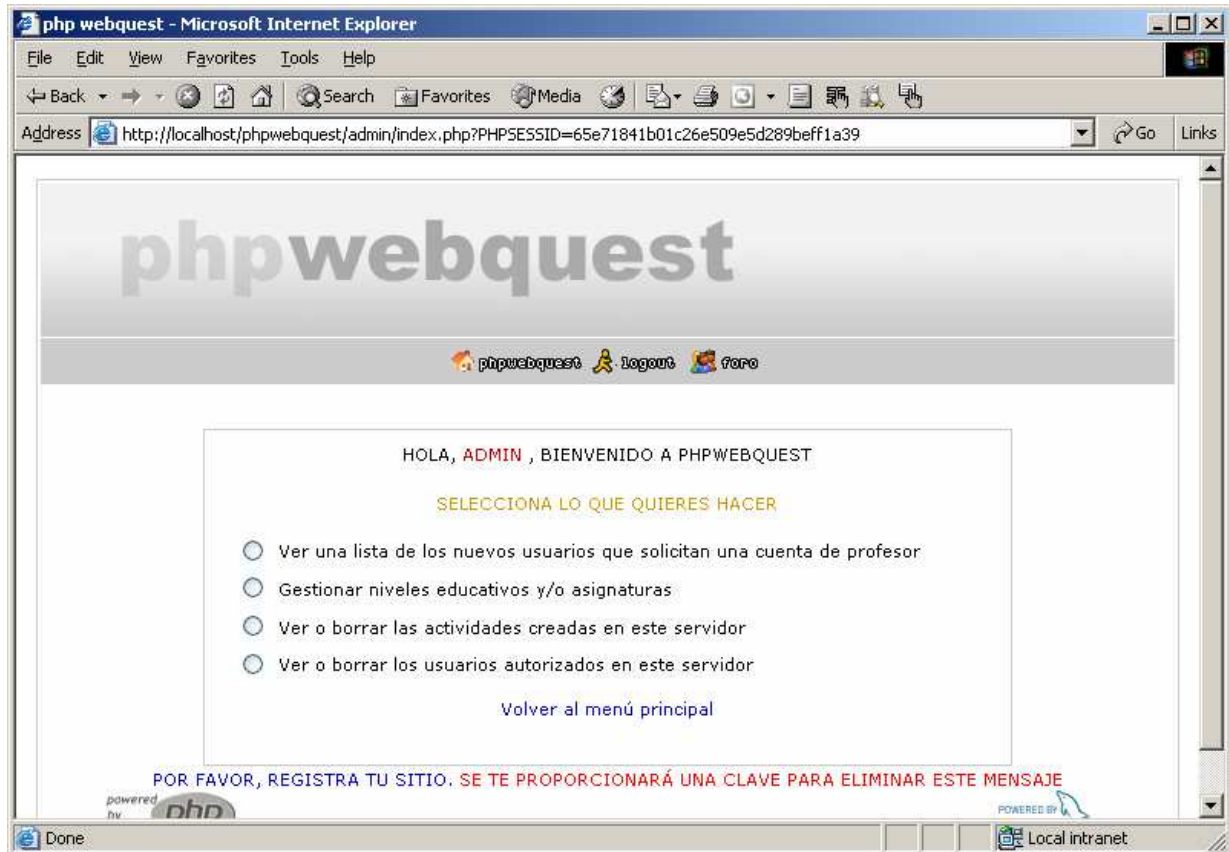 php webquest - Microsoft Internet Explorer
File Edit View Favorites Tools Help
Back Search Favorites Media
Address http://localhost/phpwebquest/admin/index.php?PHPSESSID=65e71841b01c26e509e5d289beff1a39 Go Links
phpwebquest
phpwebquest logout foro
HOLA, ADMIN , BIENVENIDO A PHPWEBQUEST
SELECCIONA LO QUE QUIERES HACER
Ver una lista de los nuevos usuarios que solicitan una cuenta de profesor
Gestionar niveles educativos y/o asignaturas
Ver o borrar las actividades creadas en este servidor
Ver o borrar los usuarios autorizados en este servidor
Volver al menú principal
POR FAVOR, REGISTRA TU SITIO. SE TE PROPORCIONARÁ UNA CLAVE PARA ELIMINAR ESTE MENSAJE
powered by php POWERED BY
Done Local intranet